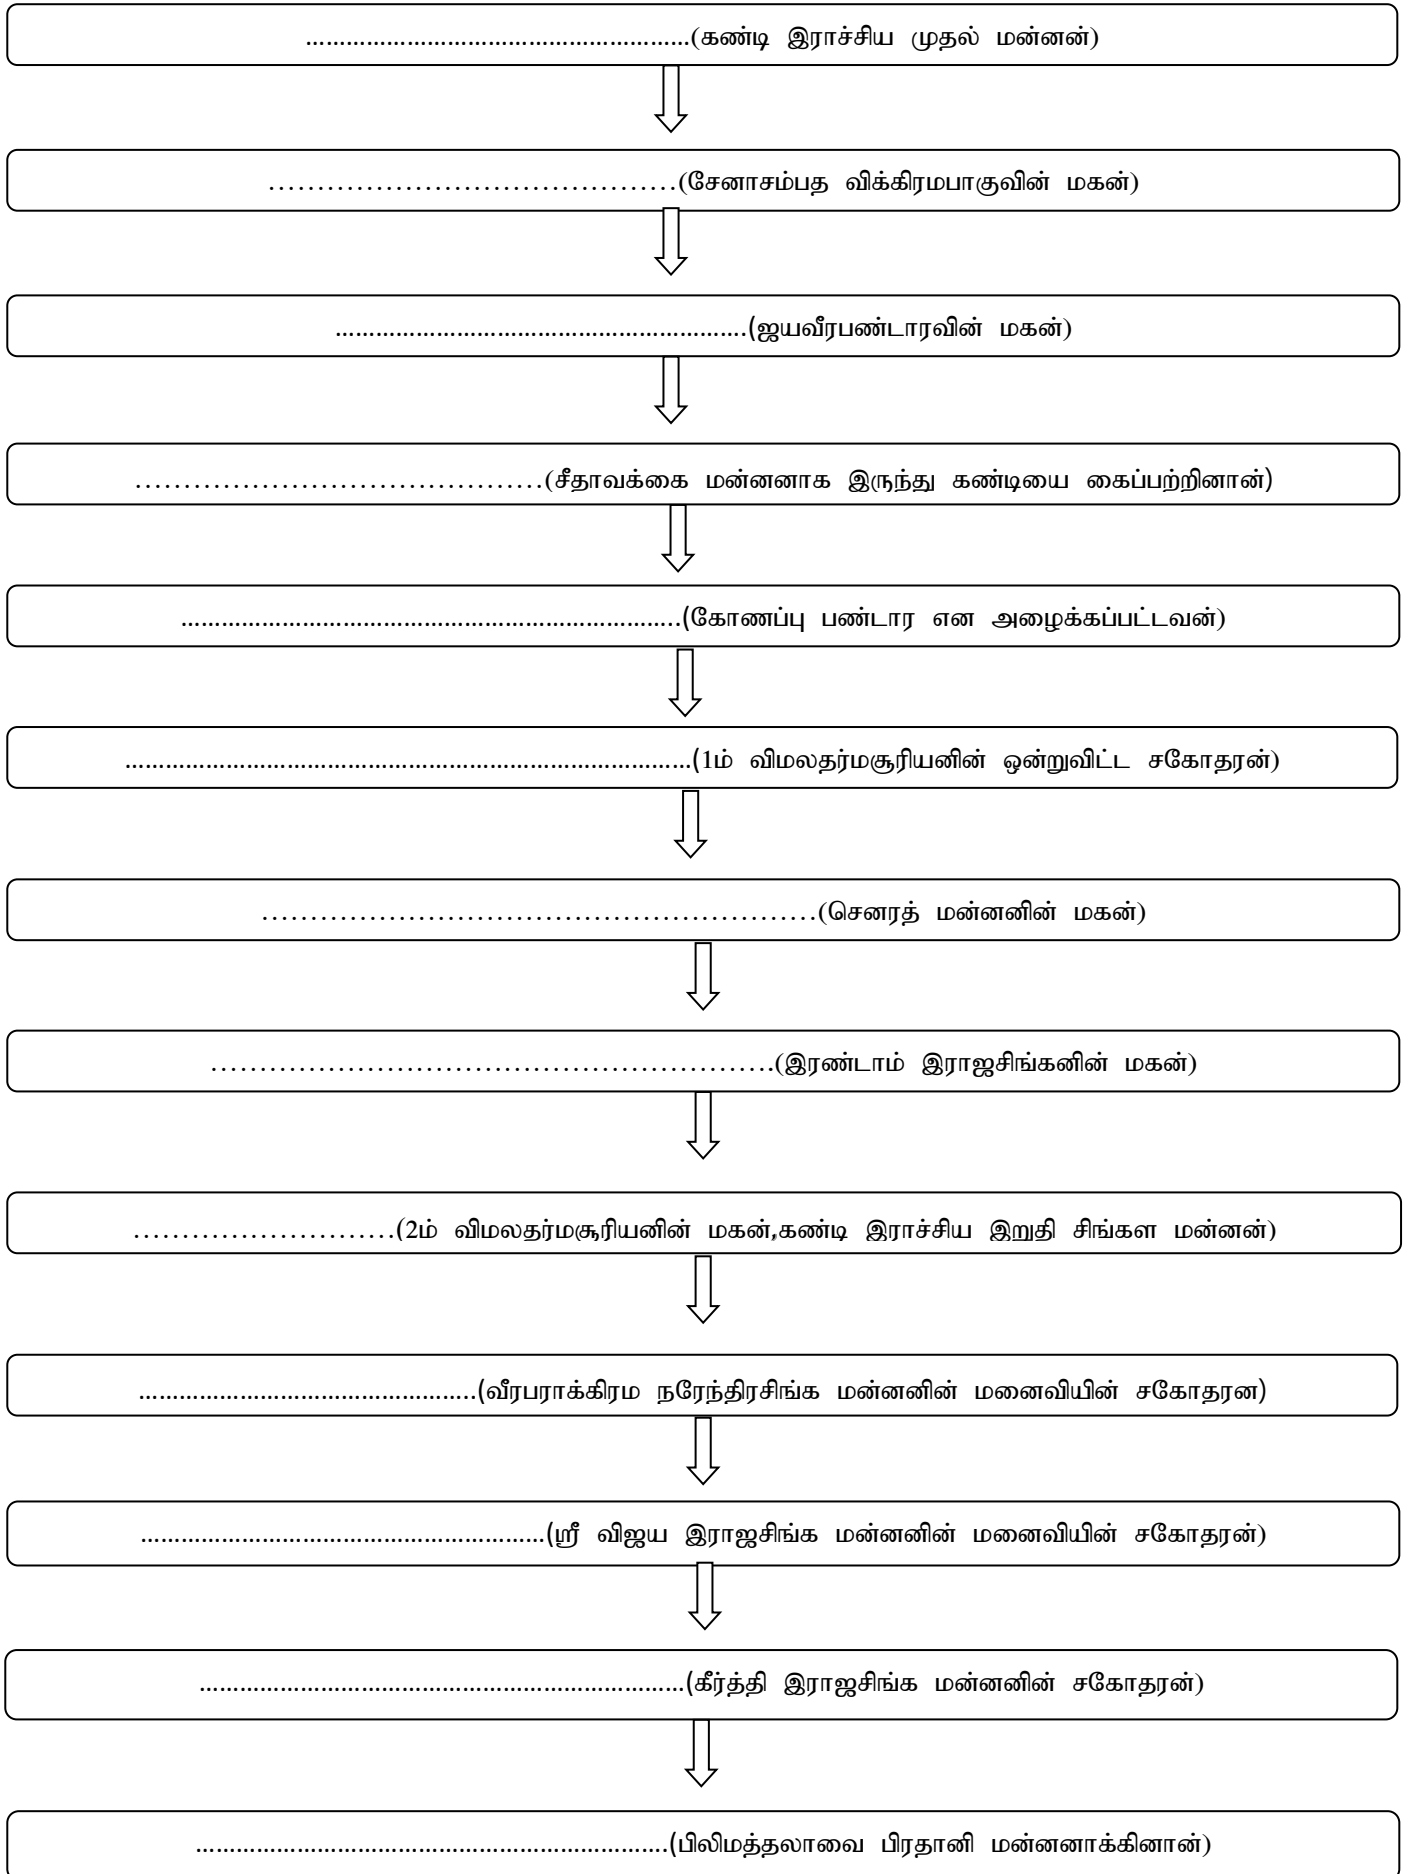 .........................................................(கண்டி இராச்சிய முதல் மன்னன்)
..........................................(சேனாசம்பத விக்கிரமபாகுவின் மகன்)
.............................................................(ஜயவீரபண்டாரவின் மகன்)
..........................................(சீதாவக்கை மன்னனாக இருந்து கண்டியை கைப்பற்றினான்)
..........................................................................(கோணப்பு பண்டார என அழைக்கப்பட்டவன்)
........................................................................................(1ம் விமலதர்மசூரியனின் ஒன்றுவிட்ட சகோதரன்)
.........................................................(செனரத் மன்னனின் மகன்)
..........................................................(இரண்டாம் இராஜசிங்கனின் மகன்)
...........................(2ம் விமலதர்மசூரியனின் மகன்,கண்டி இராச்சிய இறுதி சிங்கள மன்னன்)
..................................................(வீரபராக்கிரம நரேந்திரசிங்க மன்னனின் மனைவியின் சகோதரன)
............................................................(ஸ்ரீ விஜய இராஜசிங்க மன்னனின் மனைவியின் சகோதரன்)
........................................................................(கீர்த்தி இராஜசிங்க மன்னனின் சகோதரன்)
......................................................................(பிலிமத்தலாவை பிரதானி மன்னனாக்கினான்)